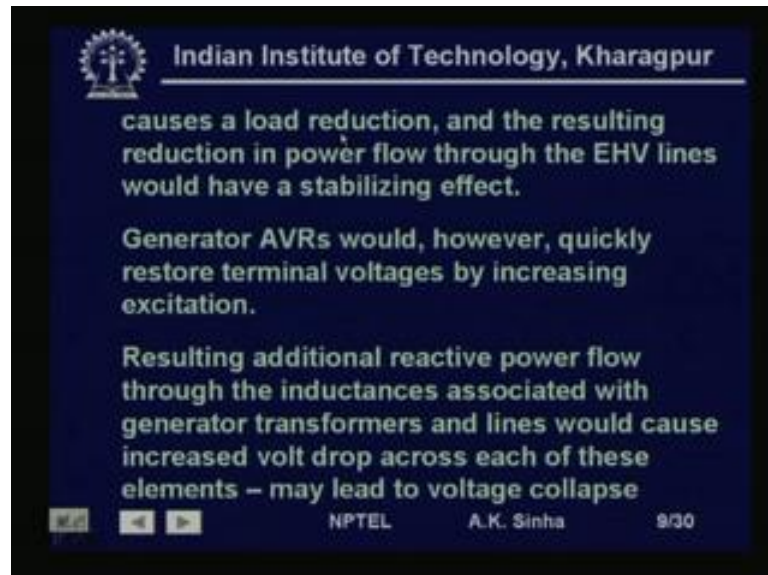 Indian Institute of Technology, Kharagpur
causes a load reduction, and the resulting
reduction in power flow through the EHV lines
would have a stabilizing effect.
Generator AVRs would, however, quickly
restore terminal voltages by increasing
excitation.
Resulting additional reactive power flow
through the inductances associated with
generator transformers and lines would cause
increased volt drop across each of these
elements – may lead to voltage collapse
NPTEL A.K. Sinha 9/30